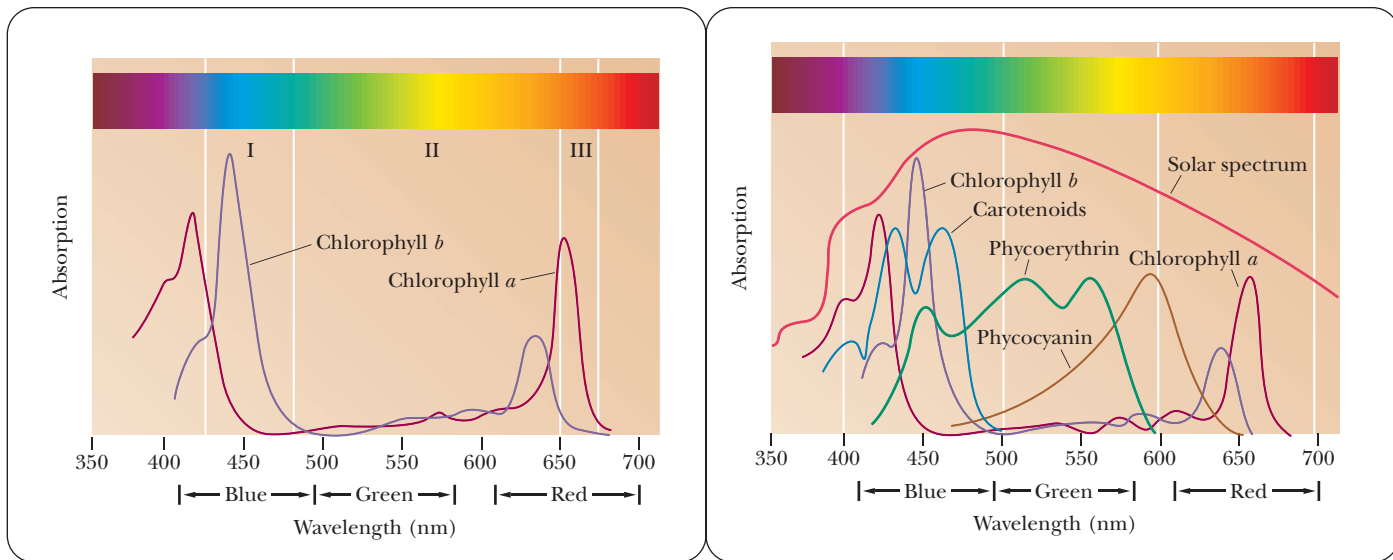 I II III
Chlorophyll b
Chlorophyll a
Absorption
350 400 450 500 550 600 650 700
Blue Green Red
Wavelength (nm)
Solar spectrum
Chlorophyll b
Carotenoids
Phycoerythrin
Chlorophyll a
Phycocyanin
Absorption
350 400 450 500 550 600 650 700
Blue Green Red
Wavelength (nm)